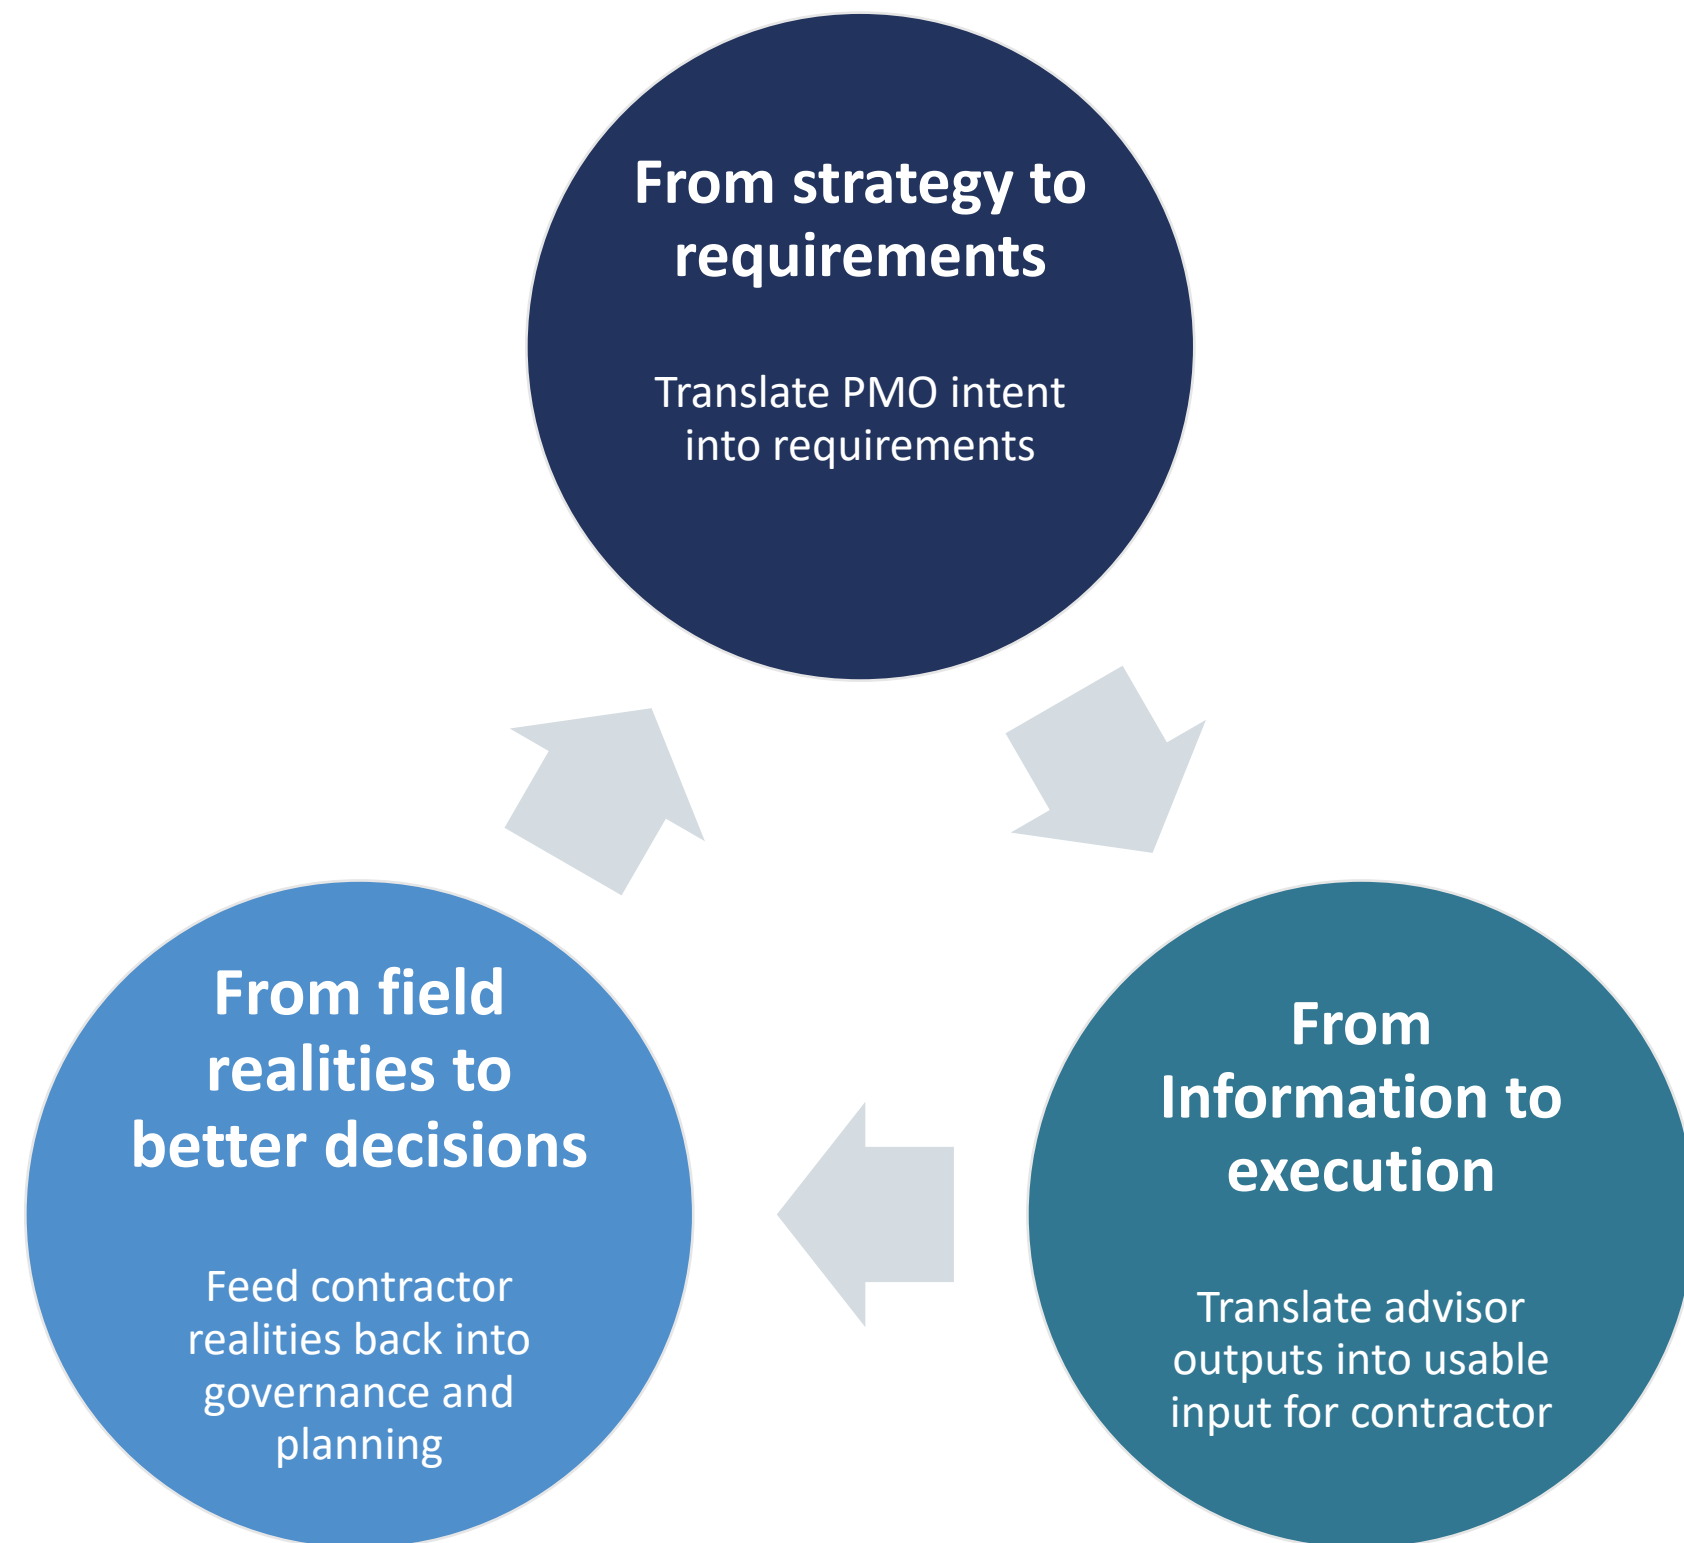 From strategy to
requirements
Translate PMO intent
into requirements
From
Information to
execution
Translate advisor
outputs into usable
input for contractor
From field
realities to
better decisions
Feed contractor
realities back into
governance and
planning